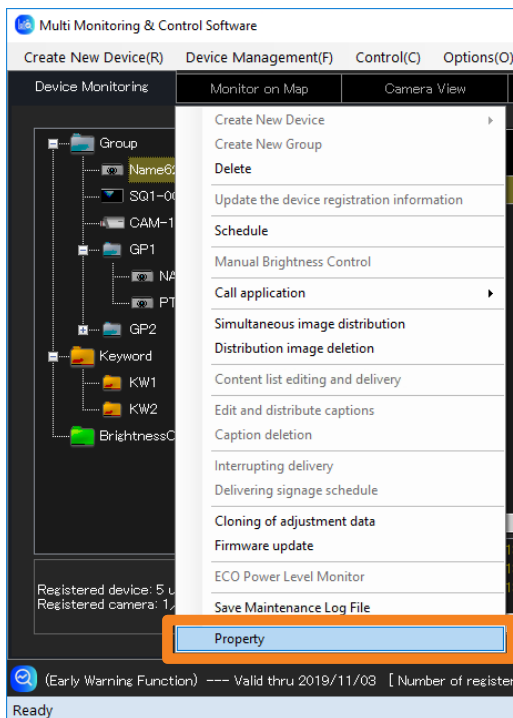 Multi Monitoring & Control Software
Create New Device(R) Device Management(F) Control(C) Options(O)
Device Monitoring Monitor on Map Camera View
Create New Device
Group
Create New Group
Name62
Delete
SQ1-00
Update the device registration information
CAM-1
Schedule
GP1
Manual Brightness Control
NA
Call application
PT
Simultaneous image distribution
GP2
Distribution image deletion
Keyword
Content list editing and delivery
KW1
Edit and distribute captions
KW2
Caption deletion
BrightnessC
Interrupting delivery
Delivering signage schedule
Cloning of adjustment data
Firmware update
ECO Power Level Monitor
Registered device: 5 u
Registered camera: 1/
Save Maintenance Log File
Property
(Early Warning Function) --- Valid thru 2019/11/03 [ Number of register
Ready